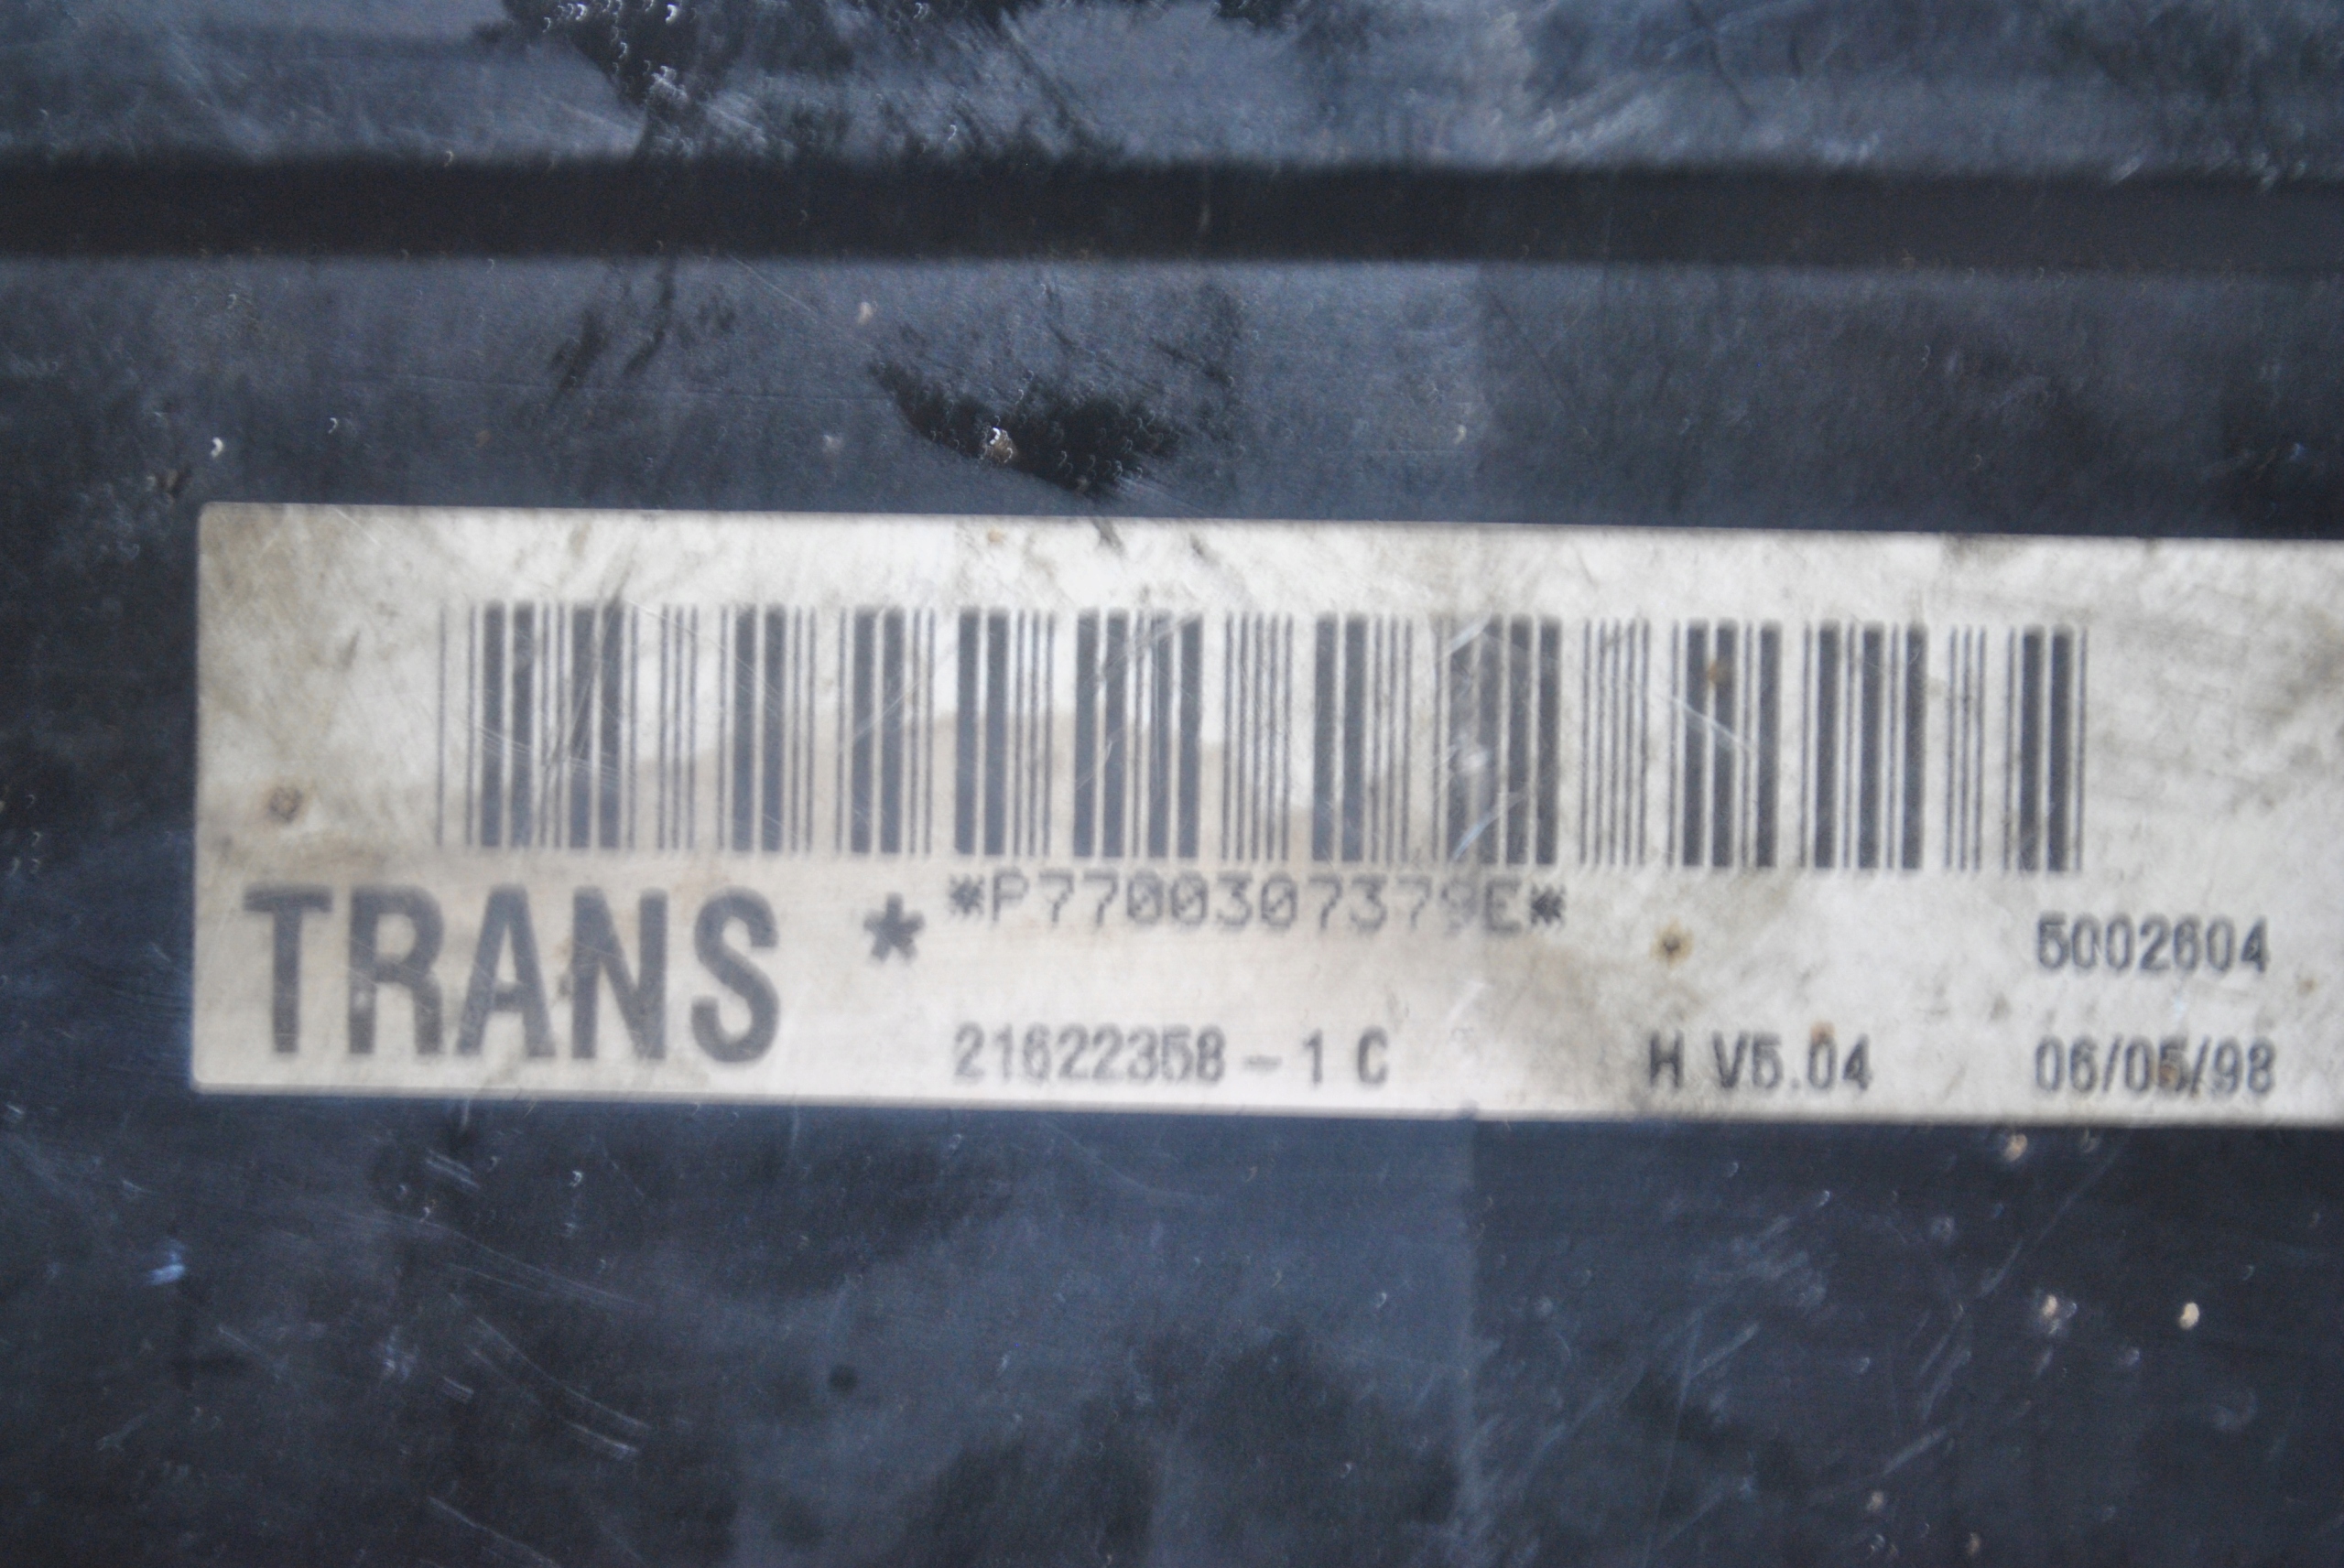 *P7700307379E*
TRANS * 5002604
21622358-1 C H V5.04 06/05/98